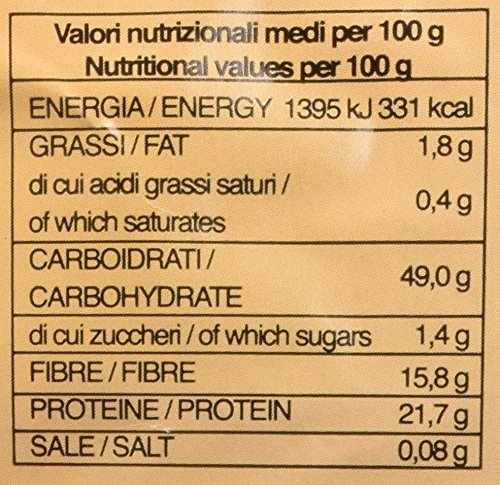 Valori nutrizionali medi per 100 g
Nutritional values per 100 g
ENERGIA / ENERGY 1395 kJ 331 kcal
GRASSI / FAT 1,8 g
di cui acidi grassi saturi /
of which saturates 0,4 g
CARBOIDRATI /
CARBOHYDRATE 49,0 g
di cui zuccheri / of which sugars 1,4 g
FIBRE / FIBRE 15,8 g
PROTEINE / PROTEIN 21,7 g
SALE / SALT 0,08 g